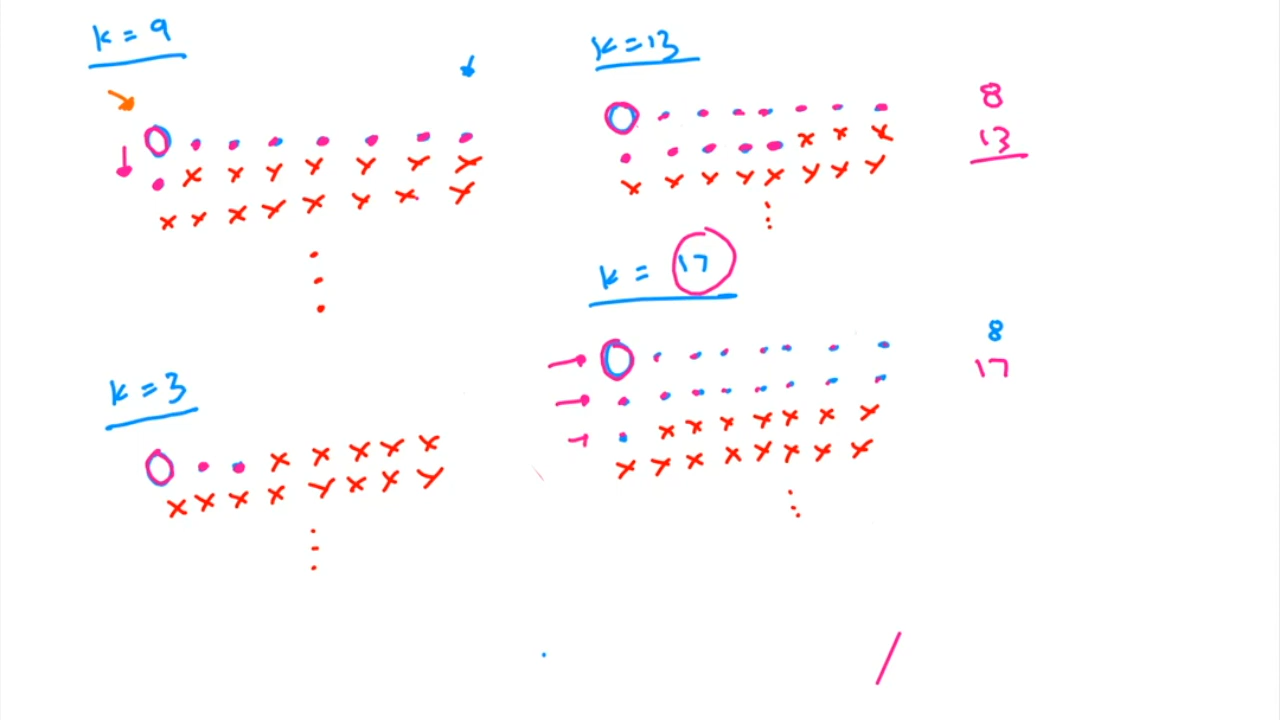 k = 9
k = 13
8
13
k = 17
8
17
k = 3